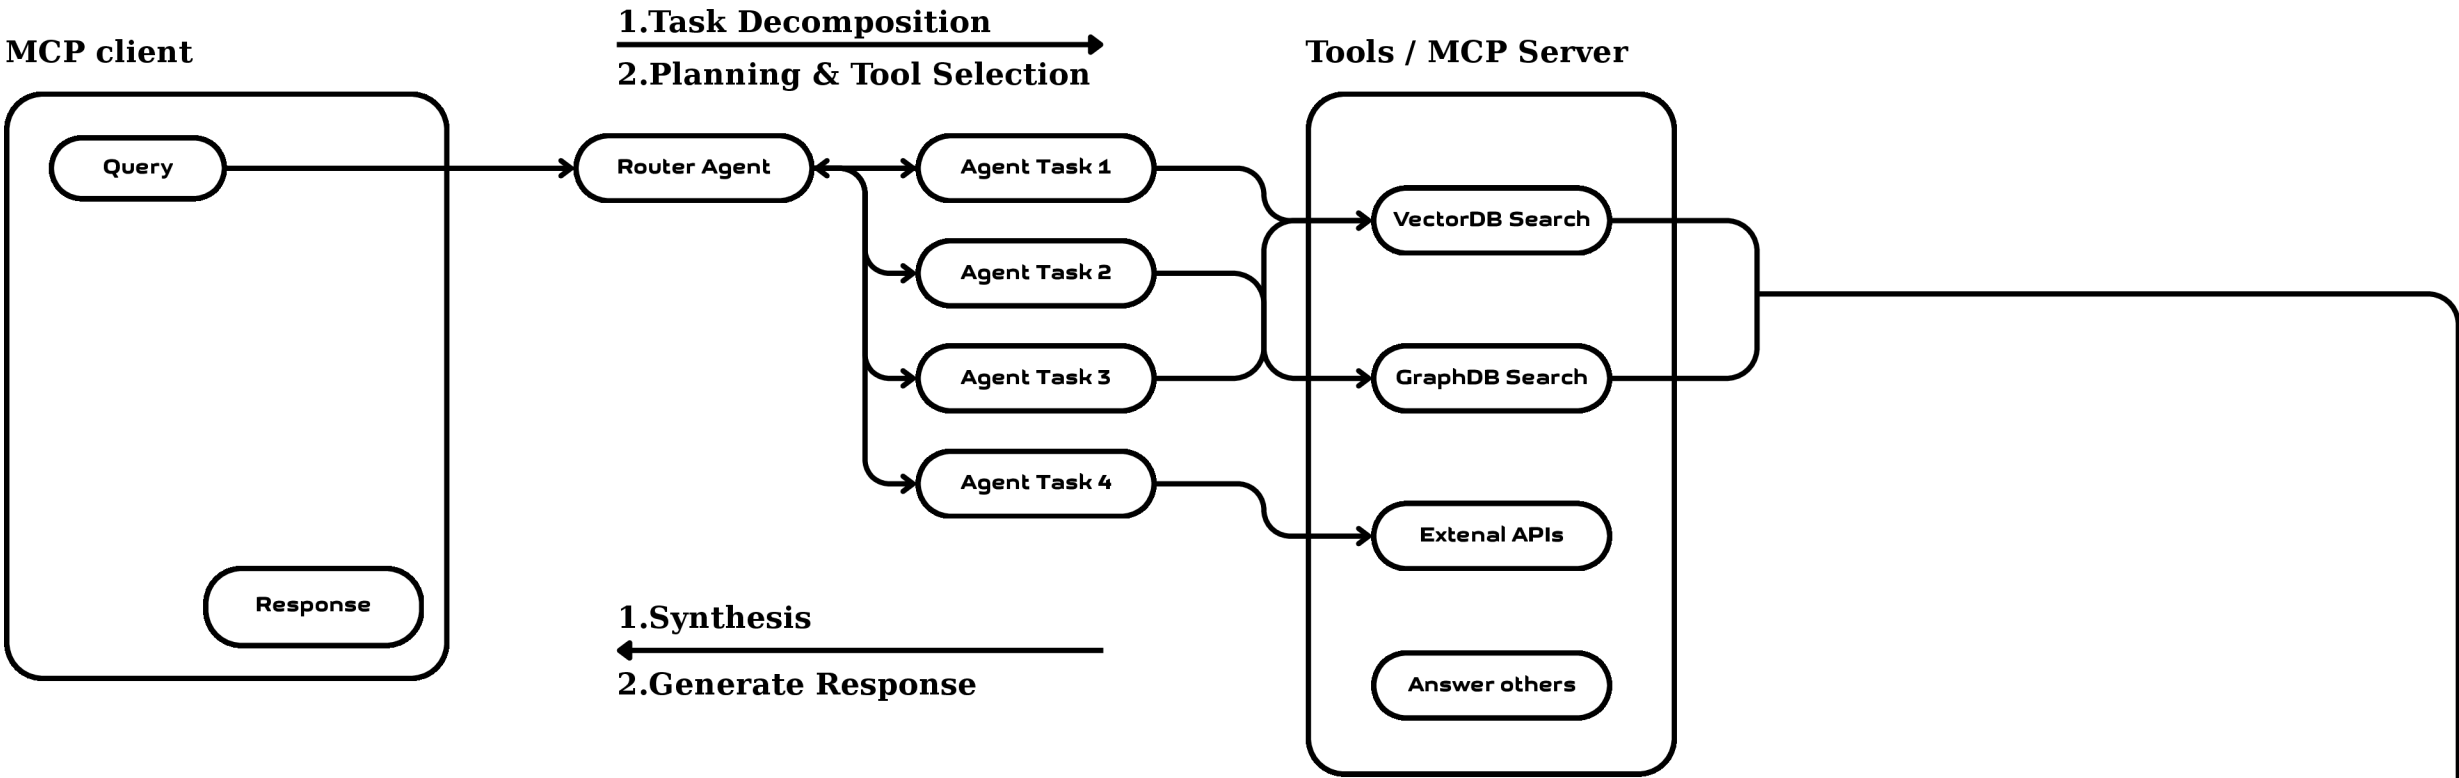 1.Task Decomposition
MCP client
2.Planning & Tool Selection
Tools / MCP Server
Query
Router Agent
Agent Task 1
VectorDB Search
Agent Task 2
Agent Task 3
GraphDB Search
Agent Task 4
Extenal APIs
Response
1.Synthesis
2.Generate Response
Answer others